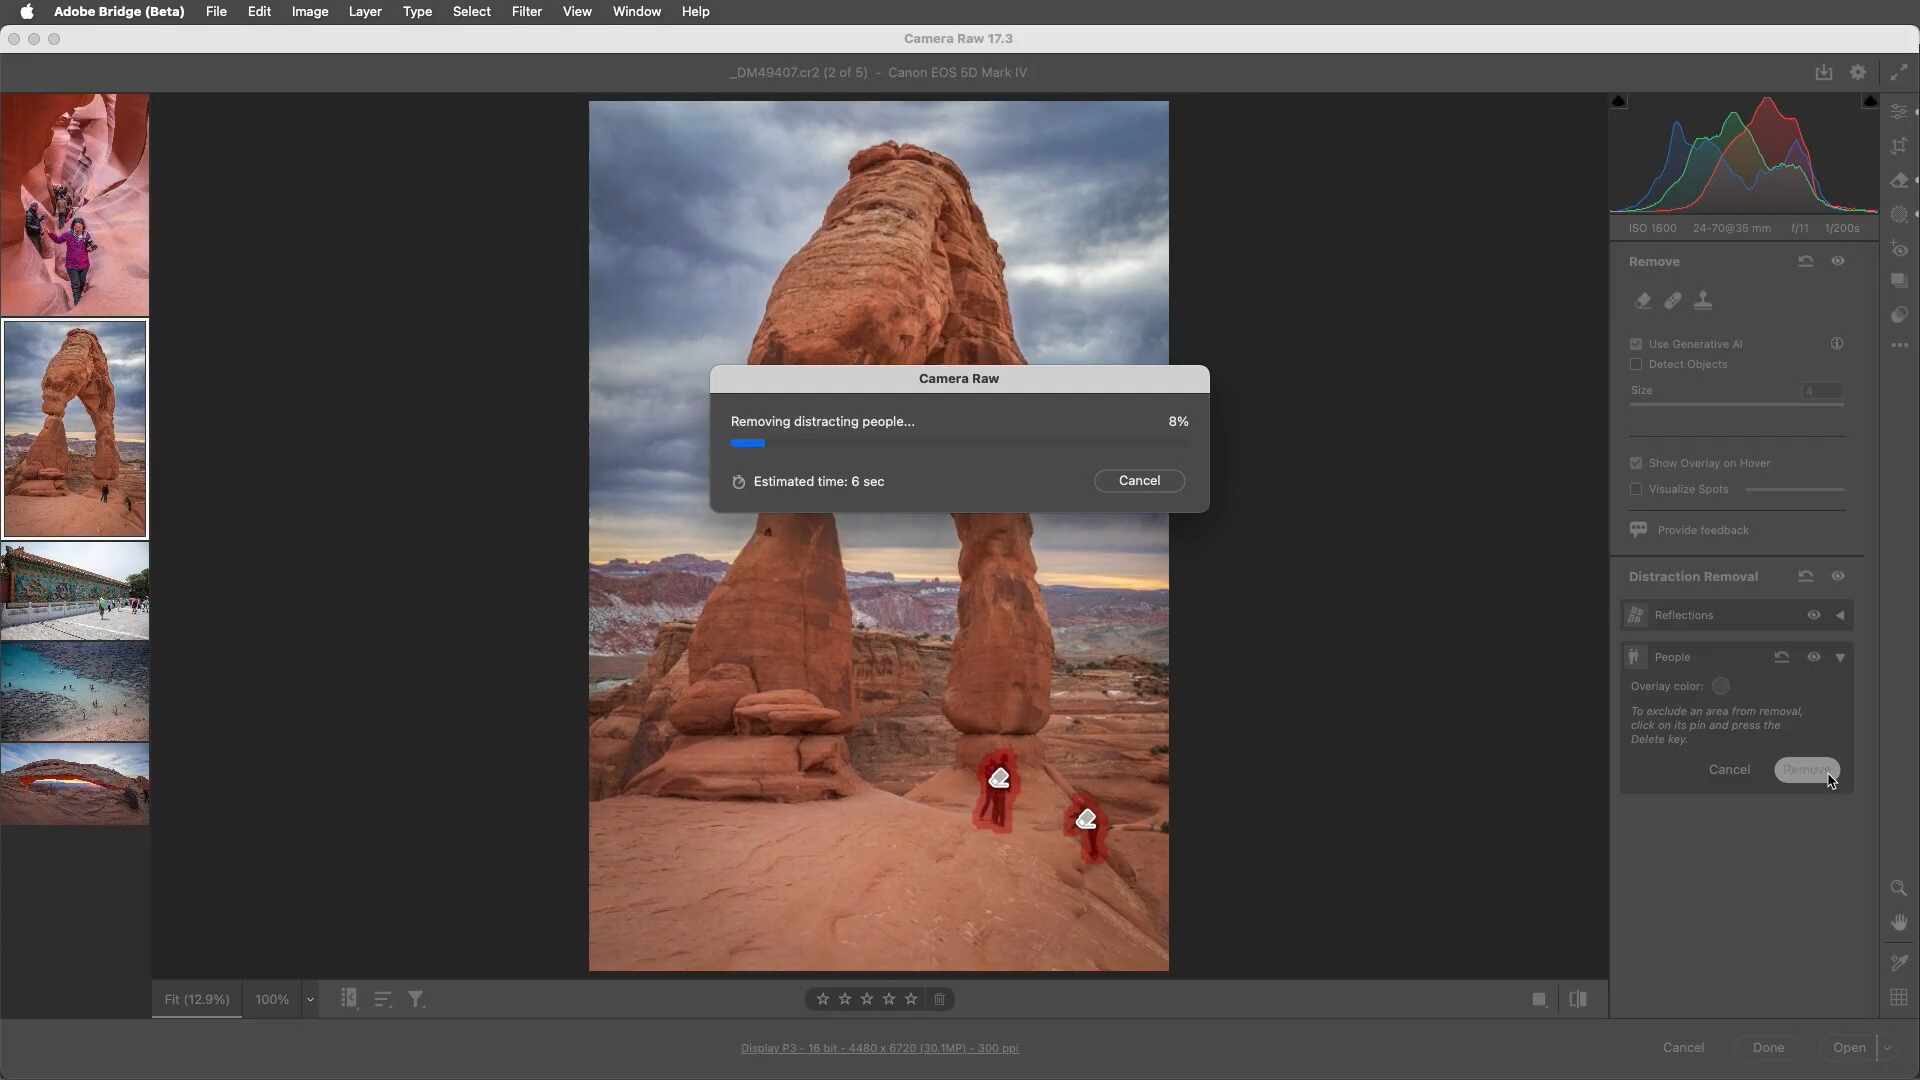 Adobe Bridge (Beta) File Edit Image Layer Type Select Filter View Window Help
Camera Raw 17.3
_DM49407.cr2 (2 of 5) - Canon EOS 5D Mark IV
ISO 1600 24-70@35 mm f/11 1/200s
Remove
Use Generative AI
Detect Objects
Size 4
Show Overlay on Hover
Visualize Spots
Provide feedback
Distraction Removal
Reflections
People
Overlay color:
To exclude an area from removal,
click on its pin and press the
Delete key.
Cancel Remove
Camera Raw
Removing distracting people... 8%
Estimated time: 6 sec Cancel
Fit (12.9%) 100%
Display P3 - 16 bit - 4480 x 6720 (30.1MP) - 300 ppi
Cancel Done Open